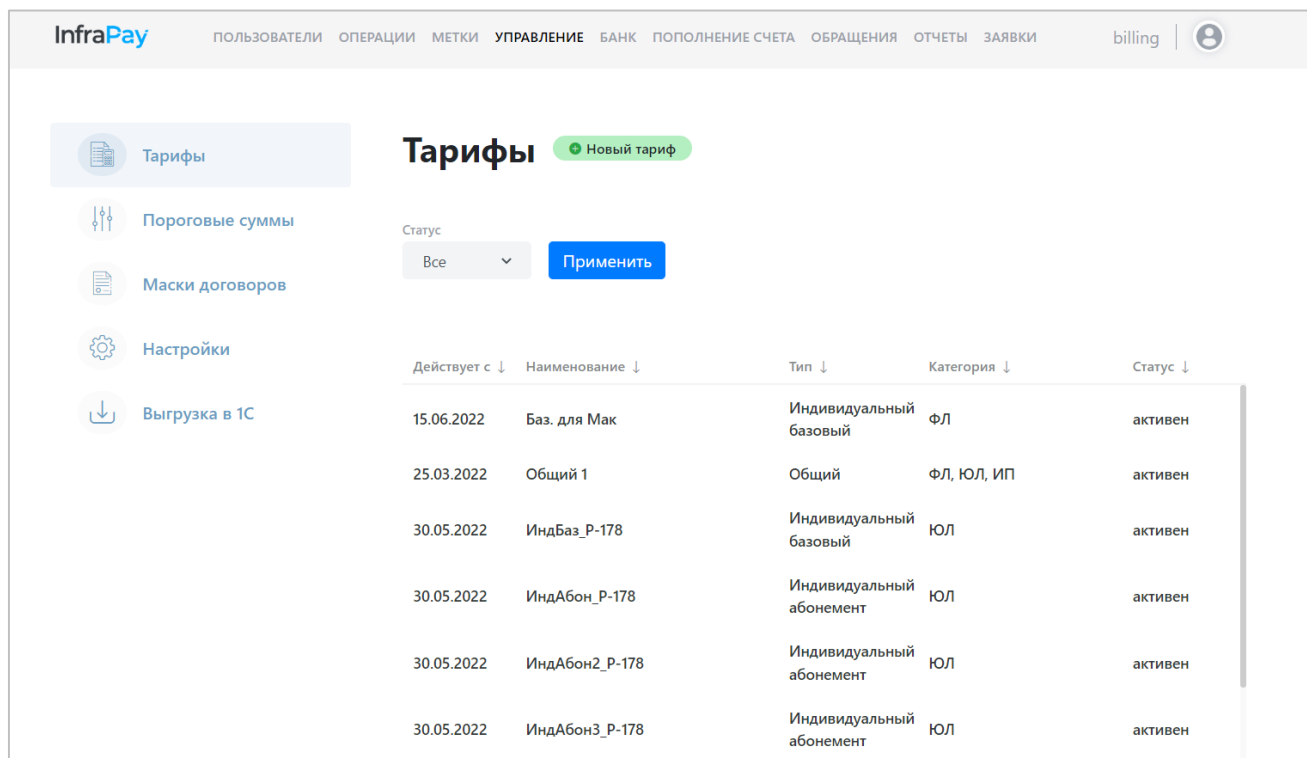 InfraPay ПОЛЬЗОВАТЕЛИ ОПЕРАЦИИ МЕТКИ УПРАВЛЕНИЕ БАНК ПОПОЛНЕНИЕ СЧЕТА ОБРАЩЕНИЯ ОТЧЕТЫ ЗАЯВКИ billing
Тарифы
Пороговые суммы
Маски договоров
Настройки
Выгрузка в 1С
Тарифы Новый тариф
Статус
Все Применить
Действует с ↓ Наименование ↓ Тип ↓ Категория ↓ Статус ↓
15.06.2022 Баз. для Мак Индивидуальный базовый ФЛ активен
25.03.2022 Общий 1 Общий ФЛ, ЮЛ, ИП активен
30.05.2022 ИндБаз_Р-178 Индивидуальный базовый ЮЛ активен
30.05.2022 ИндАбон_Р-178 Индивидуальный абонемент ЮЛ активен
30.05.2022 ИндАбон2_Р-178 Индивидуальный абонемент ЮЛ активен
30.05.2022 ИндАбон3_Р-178 Индивидуальный абонемент ЮЛ активен